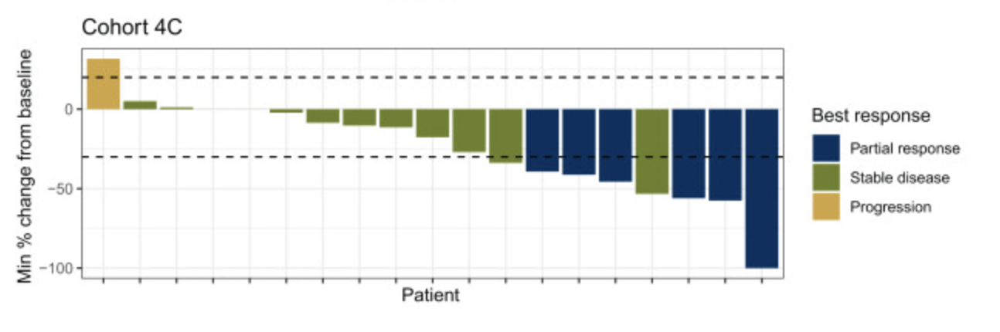 Cohort 4C
Min % change from baseline
0
−50
−100
Patient
Best response
Partial response
Stable disease
Progression